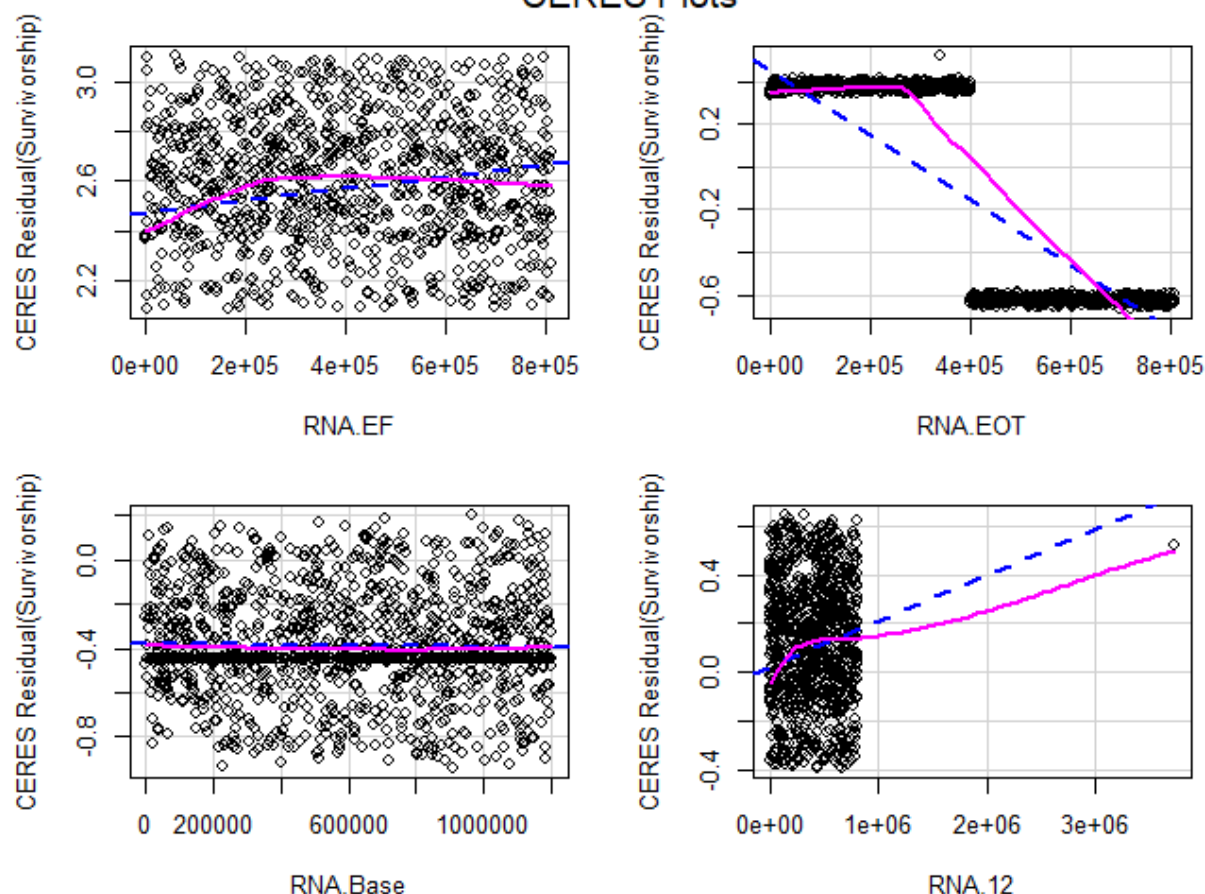 CERES Plots
CERES Residual(Survivorship)
3.0
2.6
2.2
0e+00 2e+05 4e+05 6e+05 8e+05
RNA.EF
CERES Residual(Survivorship)
0.2
-0.2
-0.6
0e+00 2e+05 4e+05 6e+05 8e+05
RNA.EOT
CERES Residual(Survivorship)
0.0
-0.4
-0.8
0 200000 600000 1000000
RNA.Base
CERES Residual(Survivorship)
0.4
0.0
-0.4
0e+00 1e+06 2e+06 3e+06
RNA.12